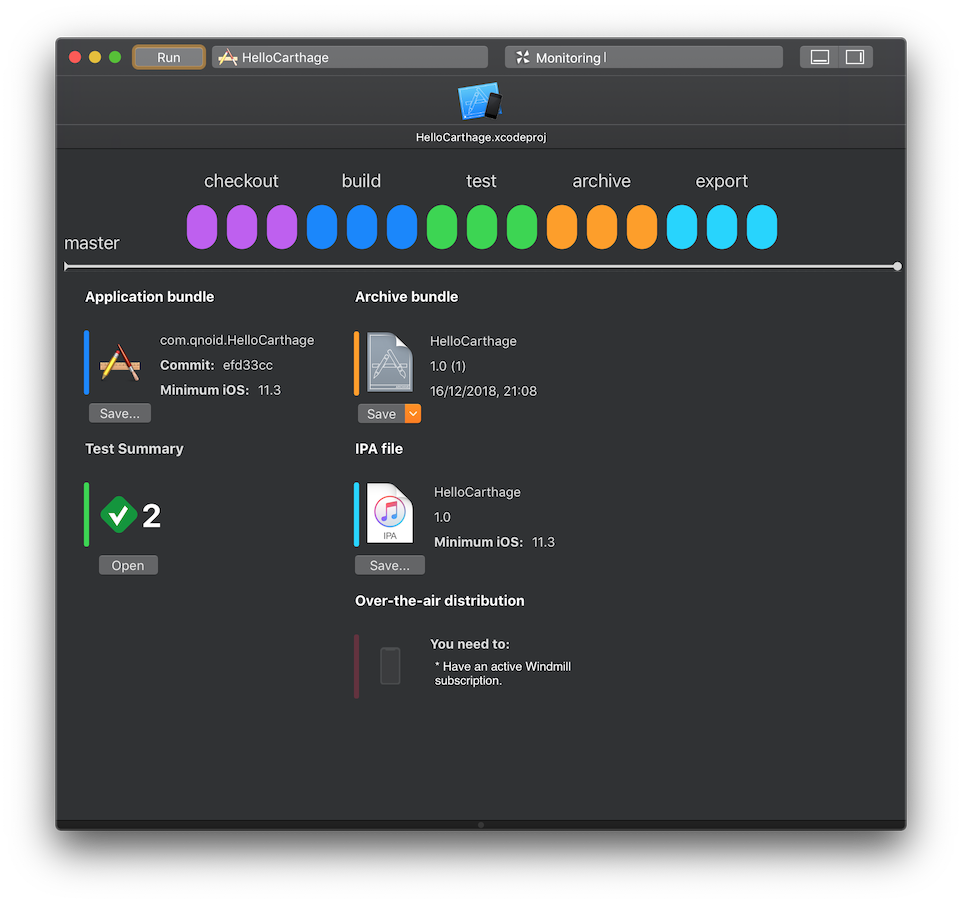 Run
HelloCarthage
Monitoring
HelloCarthage.xcodeproj
checkout build test archive export
master
Application bundle
com.qnoid.HelloCarthage
Commit: efd33cc
Minimum iOS: 11.3
Save...
Archive bundle
HelloCarthage
1.0 (1)
16/12/2018, 21:08
Save
Test Summary
2
Open
IPA file
IPA
HelloCarthage
1.0
Minimum iOS: 11.3
Save...
Over-the-air distribution
You need to:
* Have an active Windmill
subscription.